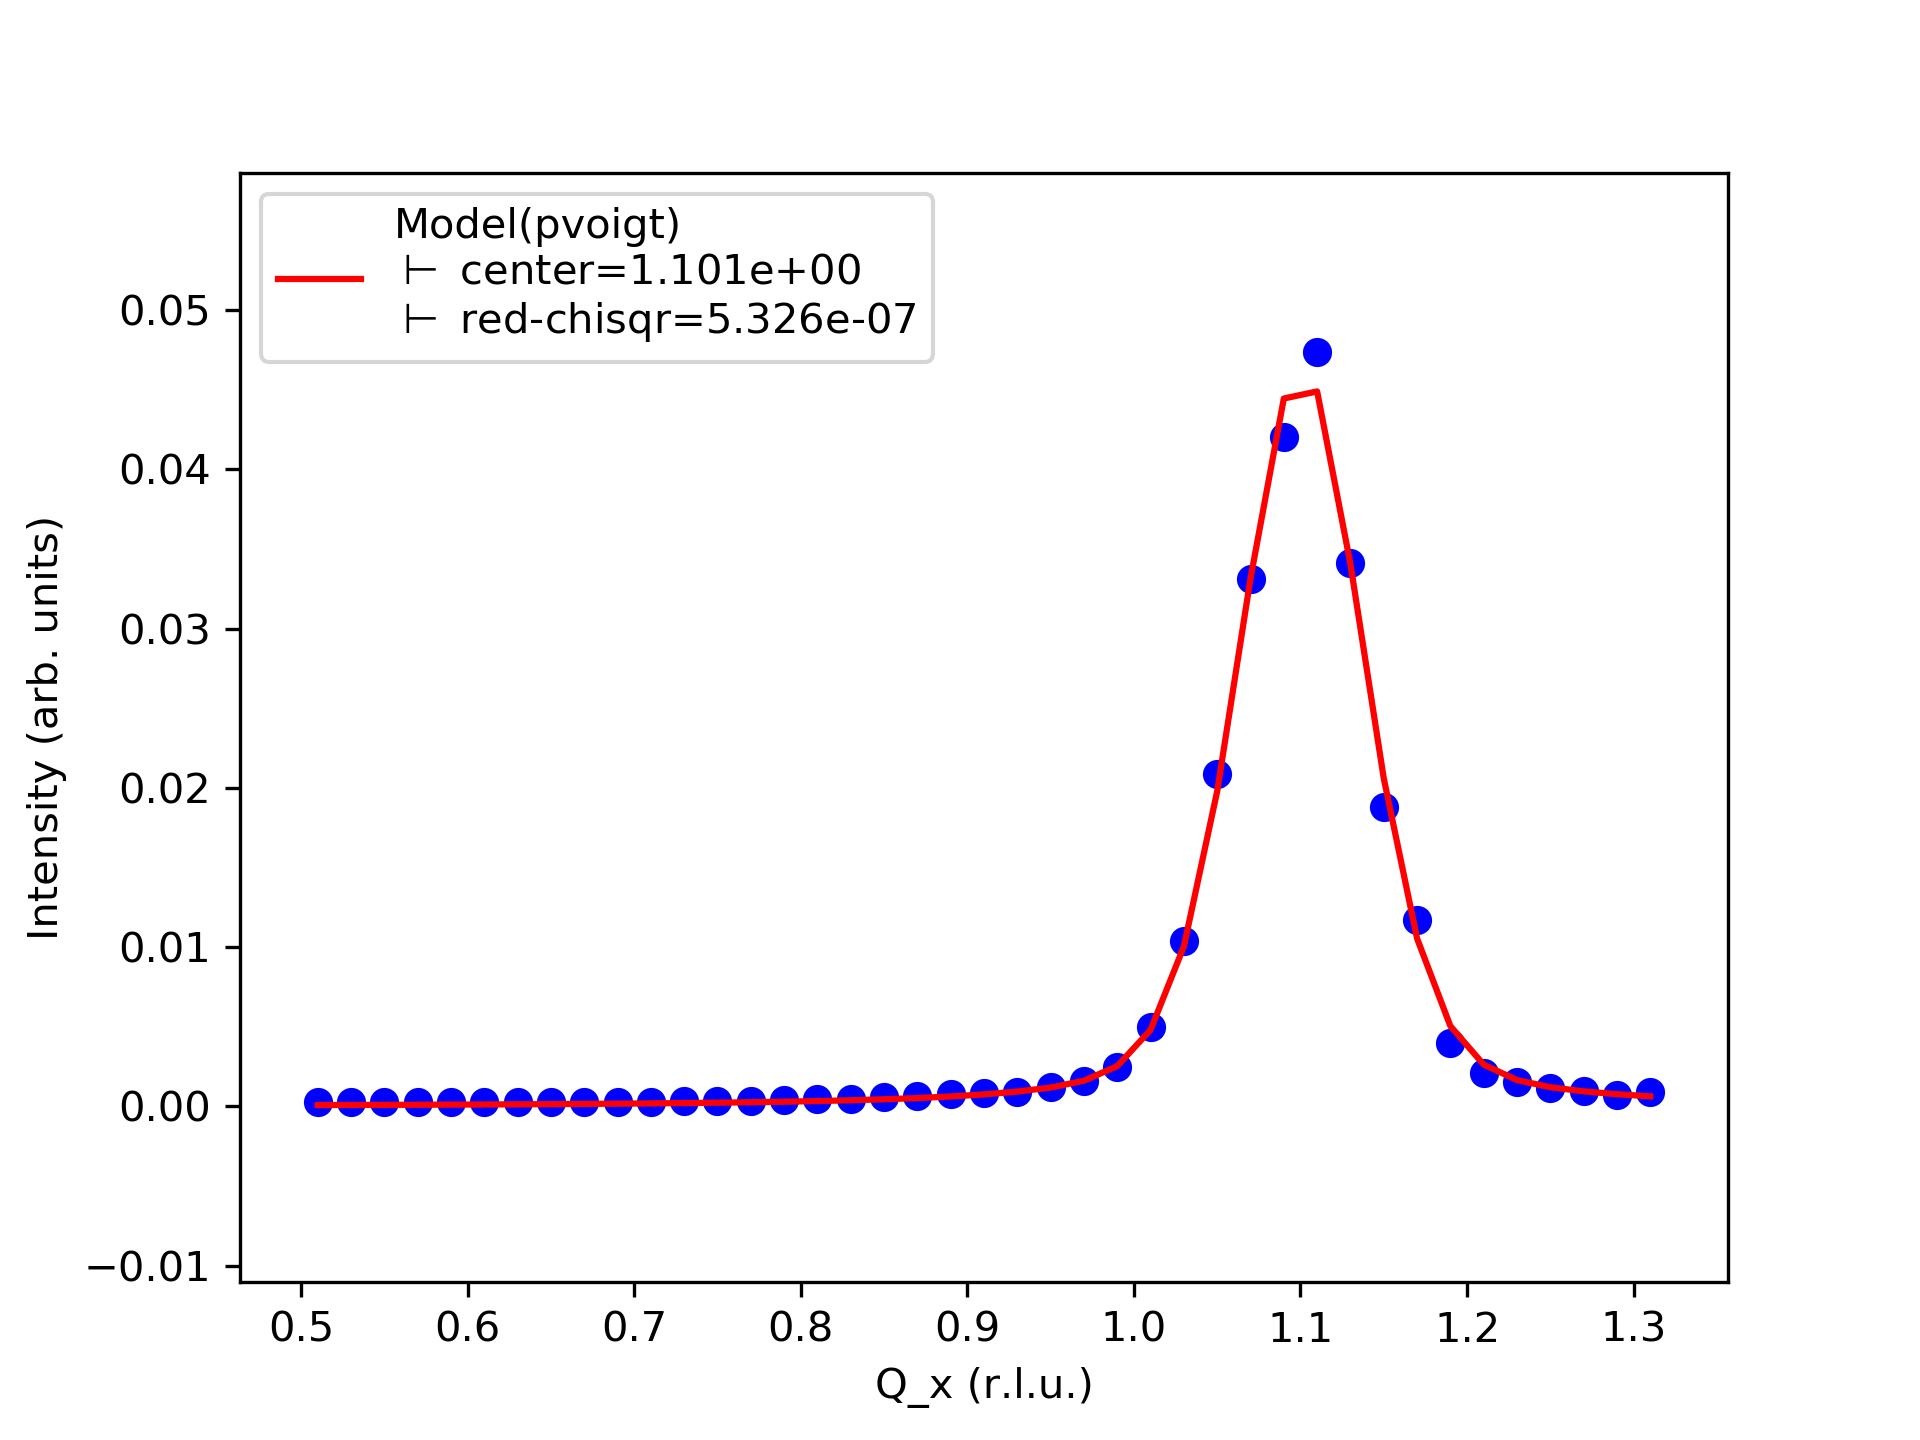 Model(pvoigt)
⊢ center=1.101e+00
⊢ red-chisqr=5.326e-07
0.05
0.04
0.03
0.02
0.01
0.00
−0.01
Intensity (arb. units)
0.5 0.6 0.7 0.8 0.9 1.0 1.1 1.2 1.3
Q_x (r.l.u.)